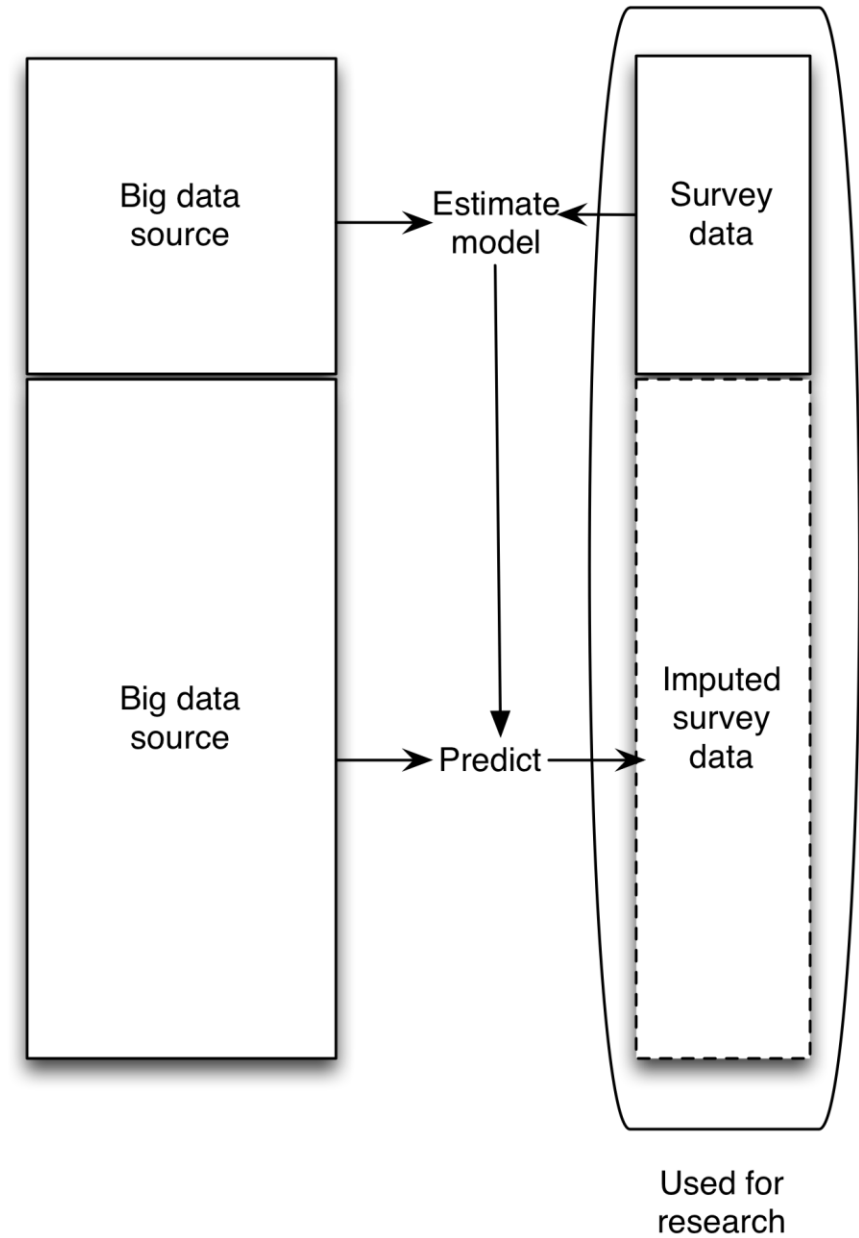 Big data
source
Estimate
model
Survey
data
Big data
source
Predict
Imputed
survey
data
Used for
research